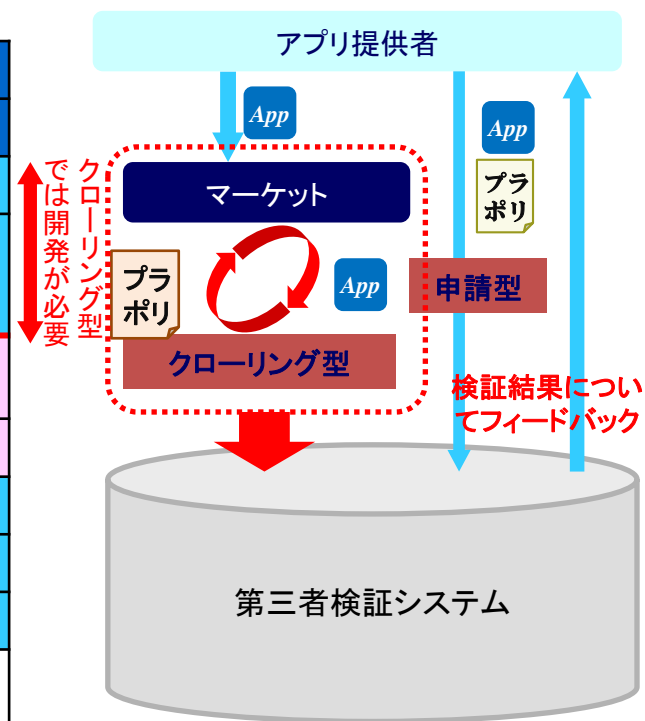 アプリ提供者
App
App
プラ
ポリ
クローリング型
では開発が必要
マーケット
プラ
ポリ
App
申請型
クローリング型
検証結果につい
てフィードバック
第三者検証システム